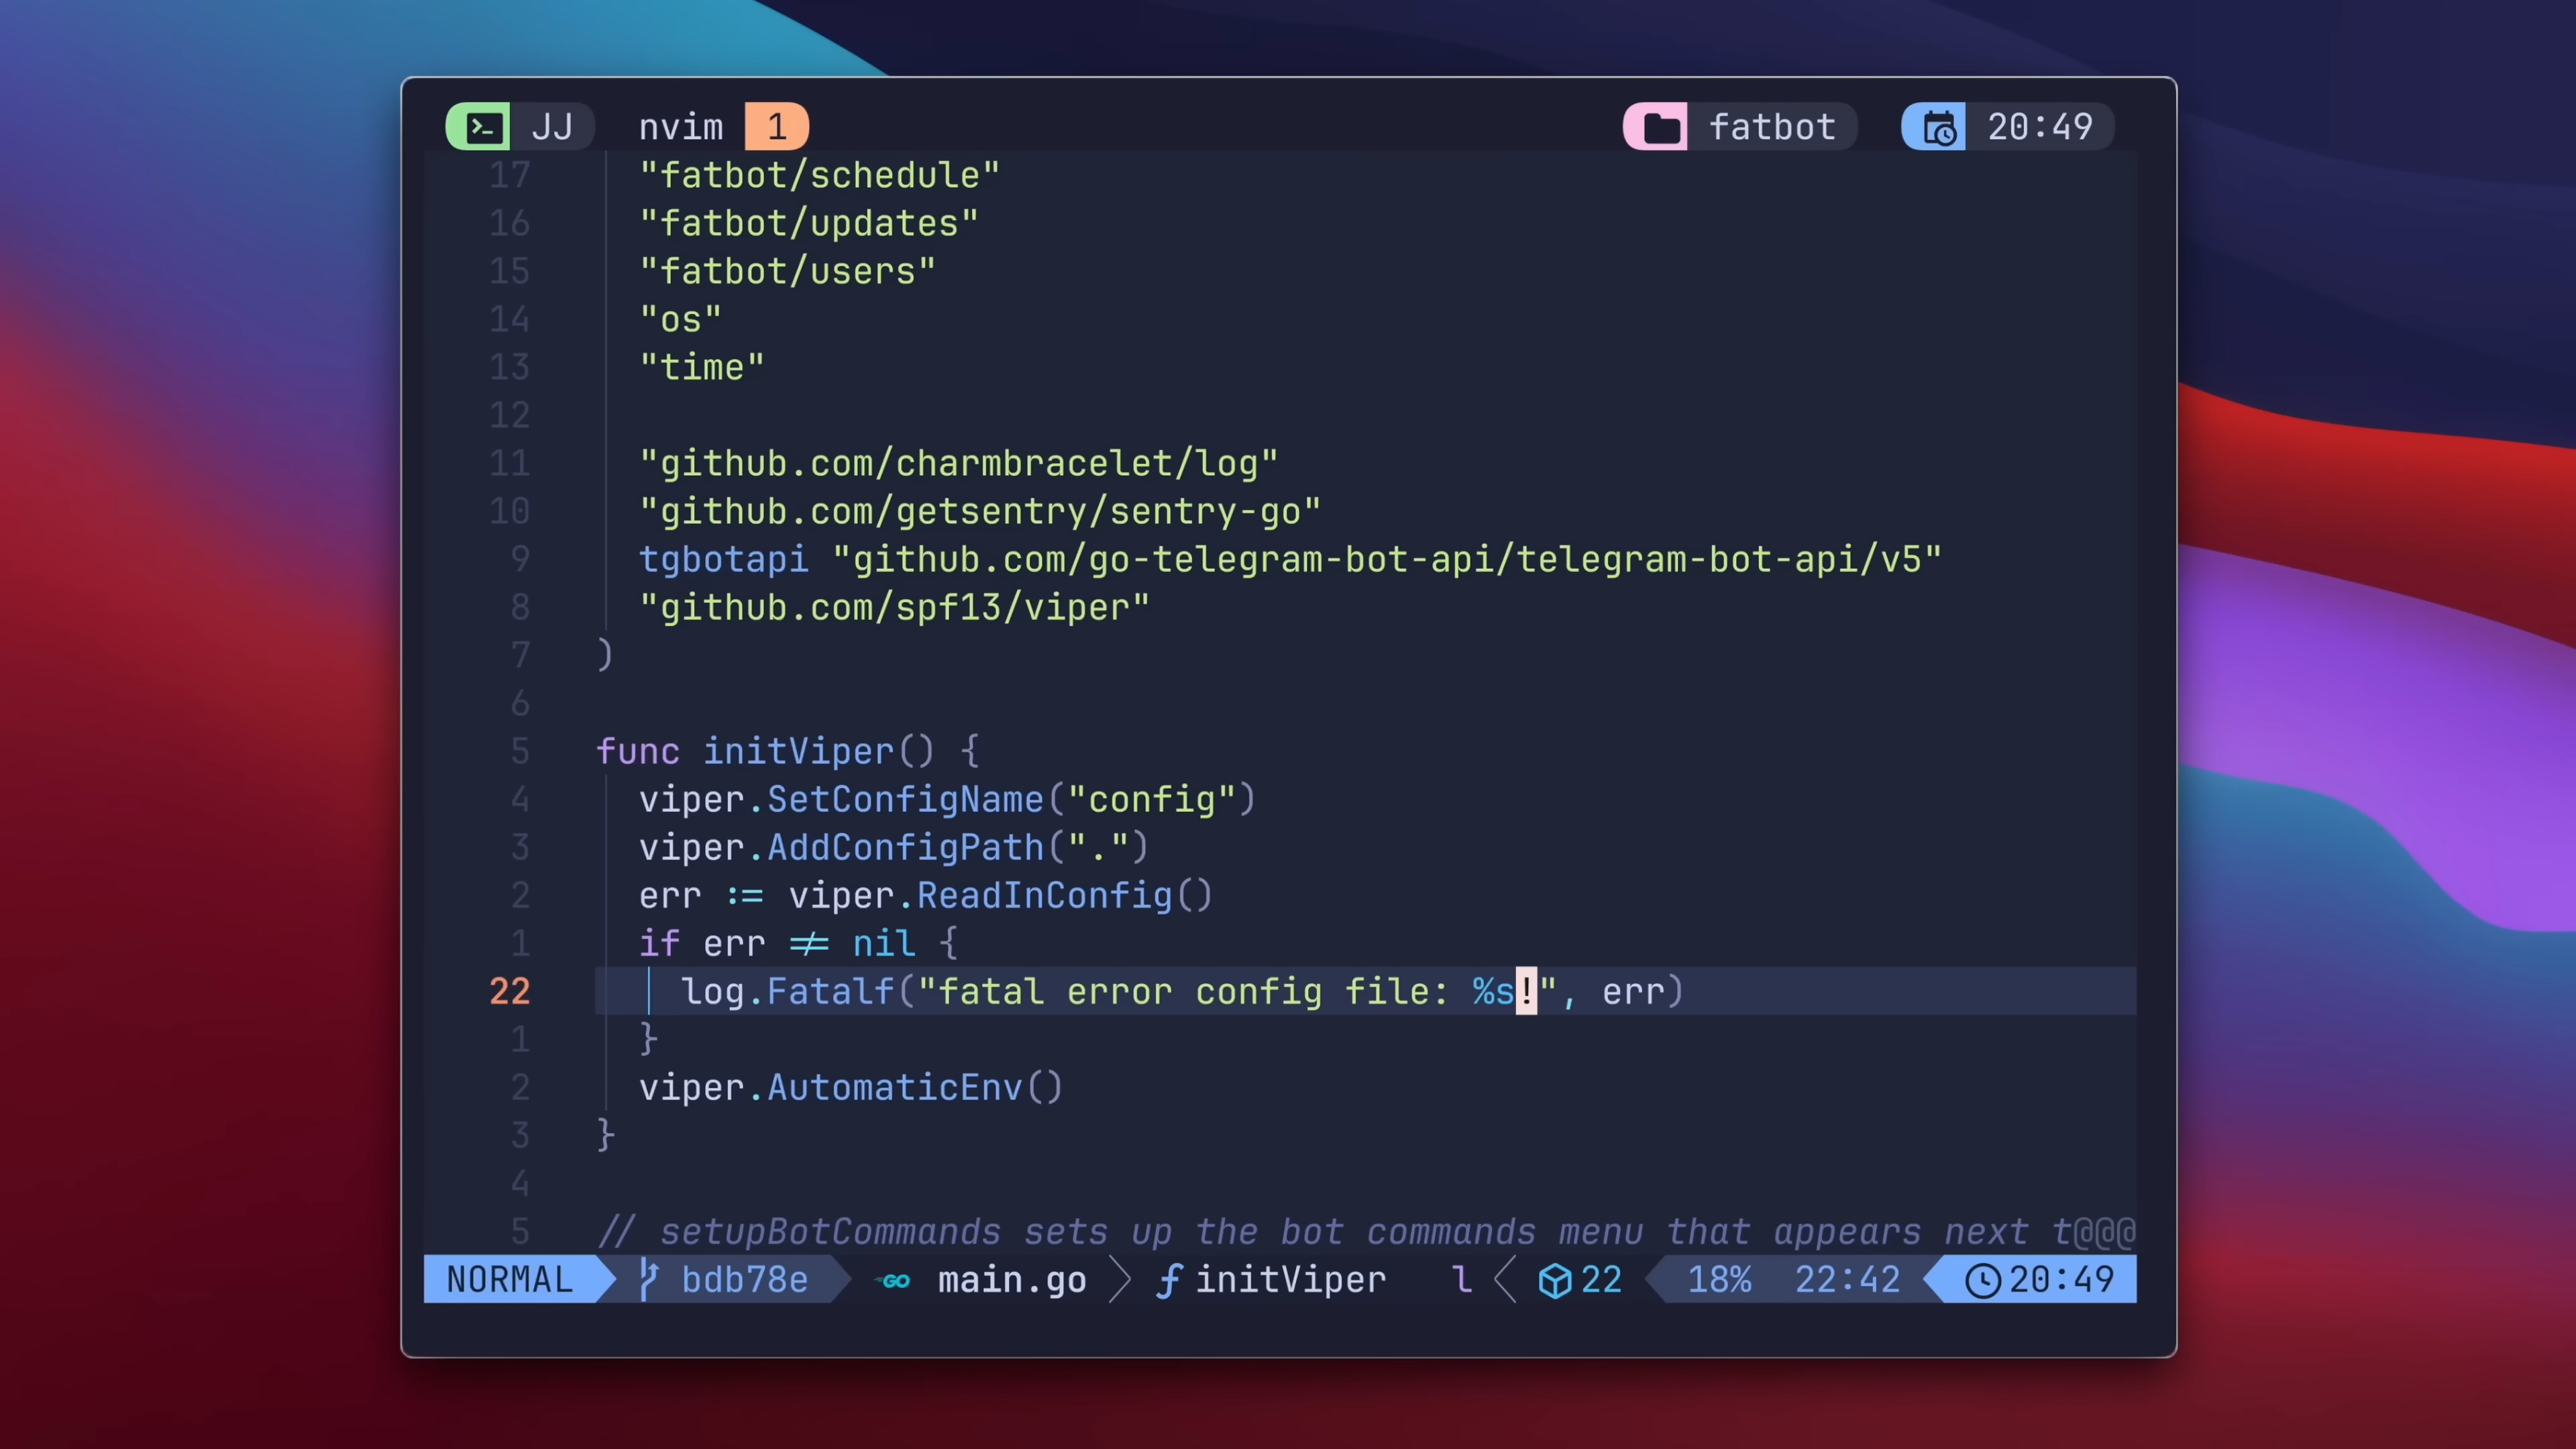 JJ nvim 1 fatbot 20:49
17 "fatbot/schedule"
16 "fatbot/updates"
15 "fatbot/users"
14 "os"
13 "time"
12
11 "github.com/charmbracelet/log"
10 "github.com/getsentry/sentry-go"
9 tgbotapi "github.com/go-telegram-bot-api/telegram-bot-api/v5"
8 "github.com/spf13/viper"
7 )
6
5 func initViper() {
4 viper.SetConfigName("config")
3 viper.AddConfigPath(".")
2 err := viper.ReadInConfig()
1 if err ≠ nil {
22 log.Fatalf("fatal error config file: %s!", err)
1 }
2 viper.AutomaticEnv()
3 }
4
5 // setupBotCommands sets up the bot commands menu that appears next t@@@
NORMAL bdb78e GO main.go initViper l 22 18% 22:42 20:49